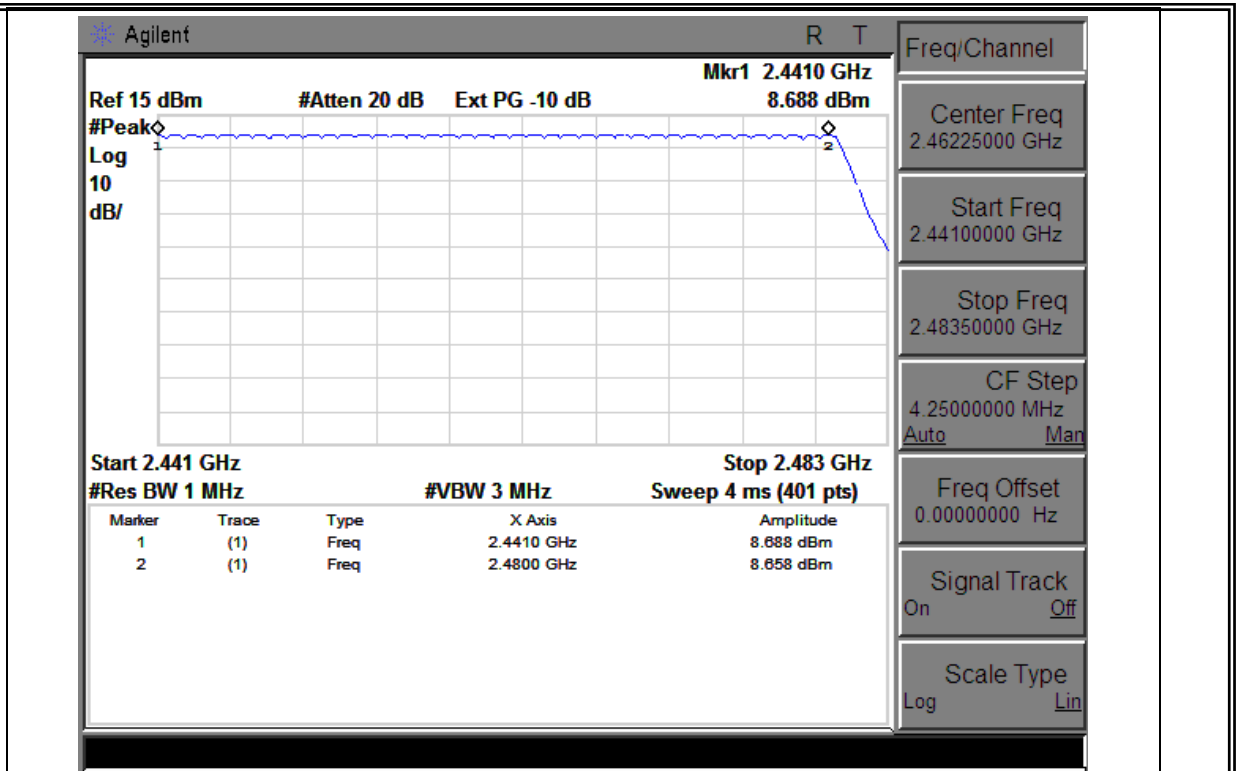 Agilent R T
Mkr1 2.4410 GHz
Ref 15 dBm #Atten 20 dB Ext PG -10 dB 8.688 dBm
#Peak
Log
10
dB/
1
2
Start 2.441 GHz Stop 2.483 GHz
#Res BW 1 MHz #VBW 3 MHz Sweep 4 ms (401 pts)
Marker Trace Type X Axis Amplitude
1 (1) Freq 2.4410 GHz 8.688 dBm
2 (1) Freq 2.4800 GHz 8.658 dBm
Freq/Channel
Center Freq
2.46225000 GHz
Start Freq
2.44100000 GHz
Stop Freq
2.48350000 GHz
CF Step
4.25000000 MHz
Auto Man
Freq Offset
0.00000000 Hz
Signal Track
On Off
Scale Type
Log Lin